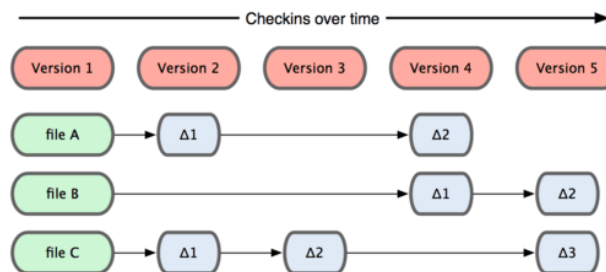 Checkins over time
Version 1 Version 2 Version 3 Version 4 Version 5
file A Δ1 Δ2
file B Δ1 Δ2
file C Δ1 Δ2 Δ3